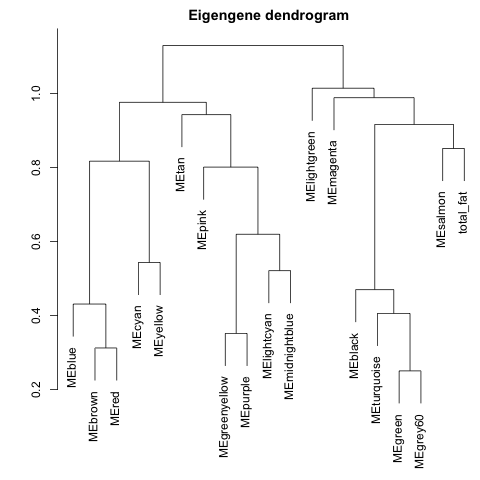 Eigengene dendrogram
1.0
0.8
0.6
0.4
0.2
MEblue
MEbrown
MEred
MEcyan
MEyellow
MEtan
MEpink
MEgreenyellow
MEpurple
MElightcyan
MEmidnightblue
MElightgreen
MEmagenta
MEblack
MEturquoise
MEgreen
MEgrey60
MEsalmon
total_fat